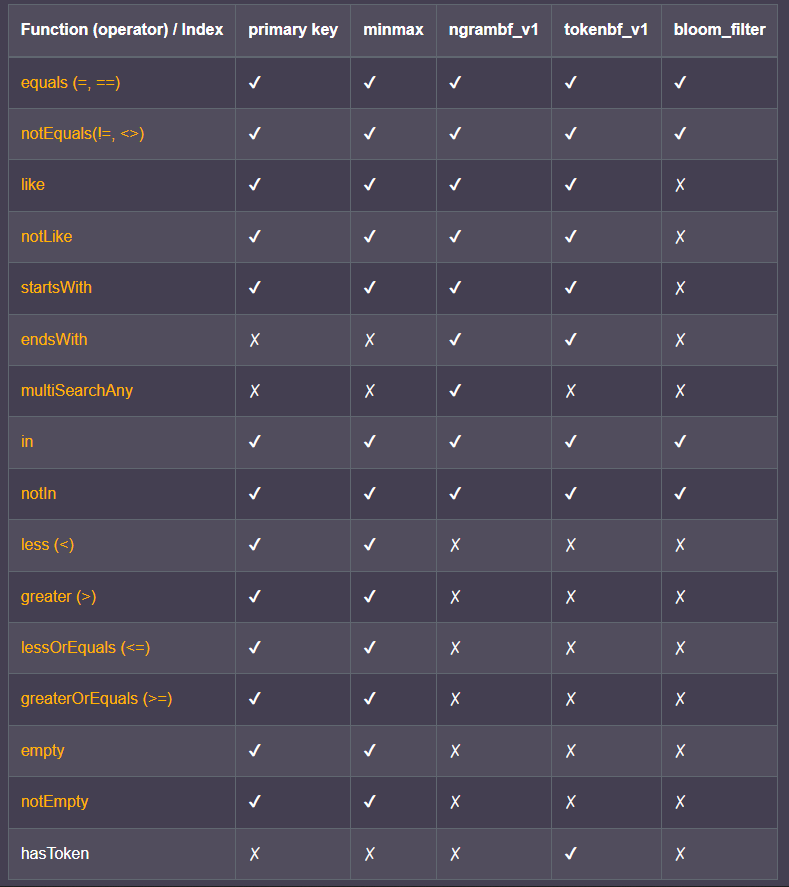 Function (operator) / Index primary key minmax ngrambf_v1 tokenbf_v1 bloom_filter
equals (=, ==) ✔ ✔ ✔ ✔ ✔
notEquals(!=, <>) ✔ ✔ ✔ ✔ ✔
like ✔ ✔ ✔ ✔ ✗
notLike ✔ ✔ ✔ ✔ ✗
startsWith ✔ ✔ ✔ ✔ ✗
endsWith ✗ ✗ ✔ ✔ ✗
multiSearchAny ✗ ✗ ✔ ✗ ✗
in ✔ ✔ ✔ ✔ ✔
notIn ✔ ✔ ✔ ✔ ✔
less (<) ✔ ✔ ✗ ✗ ✗
greater (>) ✔ ✔ ✗ ✗ ✗
lessOrEquals (<=) ✔ ✔ ✗ ✗ ✗
greaterOrEquals (>=) ✔ ✔ ✗ ✗ ✗
empty ✔ ✔ ✗ ✗ ✗
notEmpty ✔ ✔ ✗ ✗ ✗
hasToken ✗ ✗ ✗ ✔ ✗